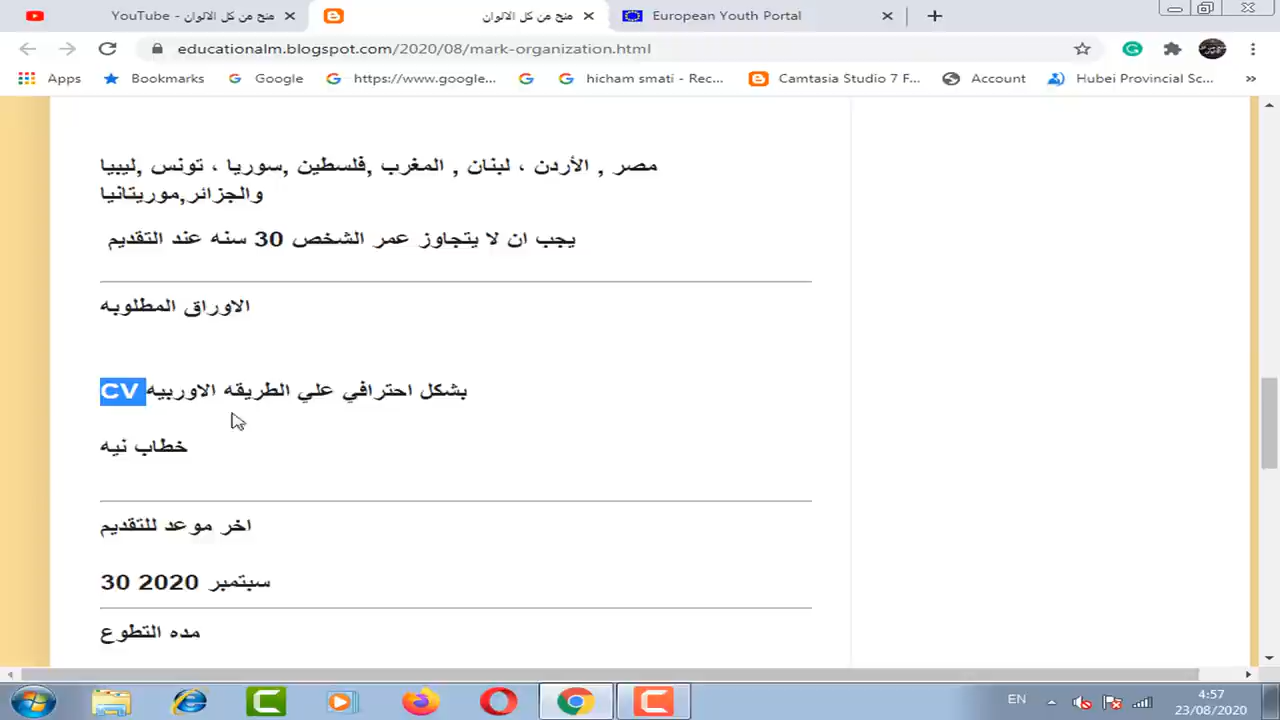 منح من كل الالوان - YouTube
منح من كل الالوان
European Youth Portal
educationalm.blogspot.com/2020/08/mark-organization.html
Apps
Bookmarks
Google
https://www.google...
hicham smati - Rec...
Camtasia Studio 7 F...
Account
Hubei Provincial Sc...
»
مصر , الأردن ، لبنان , المغرب ,فلسطين ,سوريا ، تونس ,ليبيا
والجزائر,موريتانيا
يجب ان لا يتجاوز عمر الشخص 30 سنه عند التقديم
الاوراق المطلوبه
CV بشكل احترافي علي الطريقه الاوربيه
خطاب نيه
اخر موعد للتقديم
30 سبتمبر 2020
مده التطوع
EN
4:57
23/08/2020